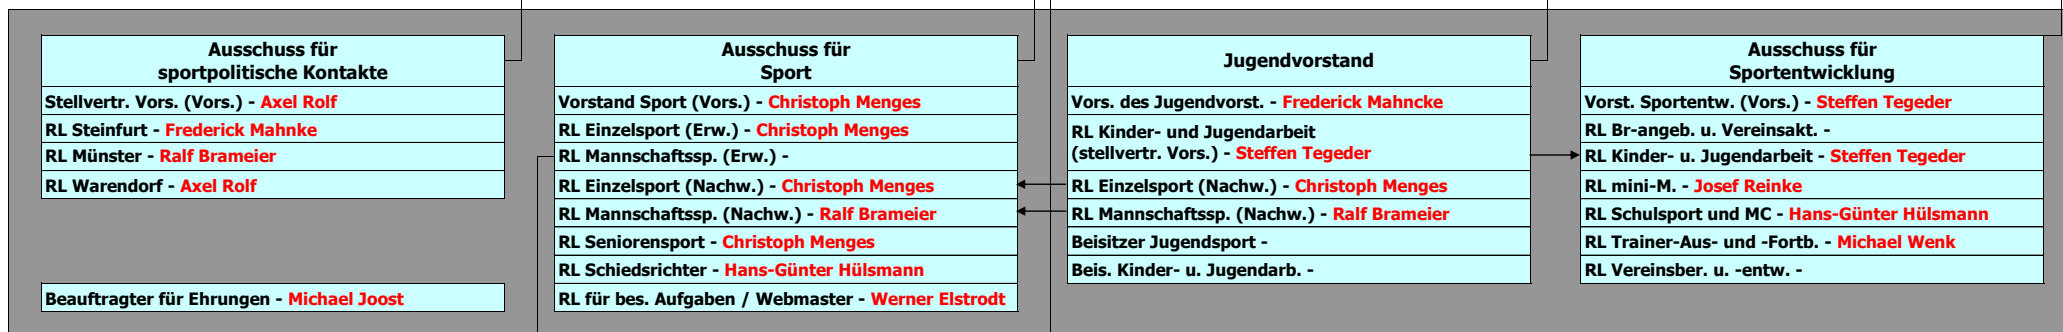 Ausschuss für
sportpolitische Kontakte
Stellvertr. Vors. (Vors.) - Axel Rolf
RL Steinfurt - Frederick Mahnke
RL Münster - Ralf Brameier
RL Warendorf - Axel Rolf
Beauftragter für Ehrungen - Michael Joost
Ausschuss für
Sport
Vorstand Sport (Vors.) - Christoph Menges
RL Einzelsport (Erw.) - Christoph Menges
RL Mannschaftssp. (Erw.) -
RL Einzelsport (Nachw.) - Christoph Menges
RL Mannschaftssp. (Nachw.) - Ralf Brameier
RL Seniorensport - Christoph Menges
RL Schiedsrichter - Hans-Günter Hülsmann
RL für bes. Aufgaben / Webmaster - Werner Elstrodt
Jugendvorstand
Vors. des Jugendvorst. - Frederick Mahncke
RL Kinder- und Jugendarbeit
(stellvertr. Vors.) - Steffen Tegeder
RL Einzelsport (Nachw.) - Christoph Menges
RL Mannschaftssp. (Nachw.) - Ralf Brameier
Beisitzer Jugendsport -
Beis. Kinder- u. Jugendarb. -
Ausschuss für
Sportentwicklung
Vorst. Sportentw. (Vors.) - Steffen Tegeder
RL Br-angeb. u. Vereinsakt. -
RL Kinder- u. Jugendarbeit - Steffen Tegeder
RL mini-M. - Josef Reinke
RL Schulsport und MC - Hans-Günter Hülsmann
RL Trainer-Aus- und -Fortb. - Michael Wenk
RL Vereinsber. u. -entw. -